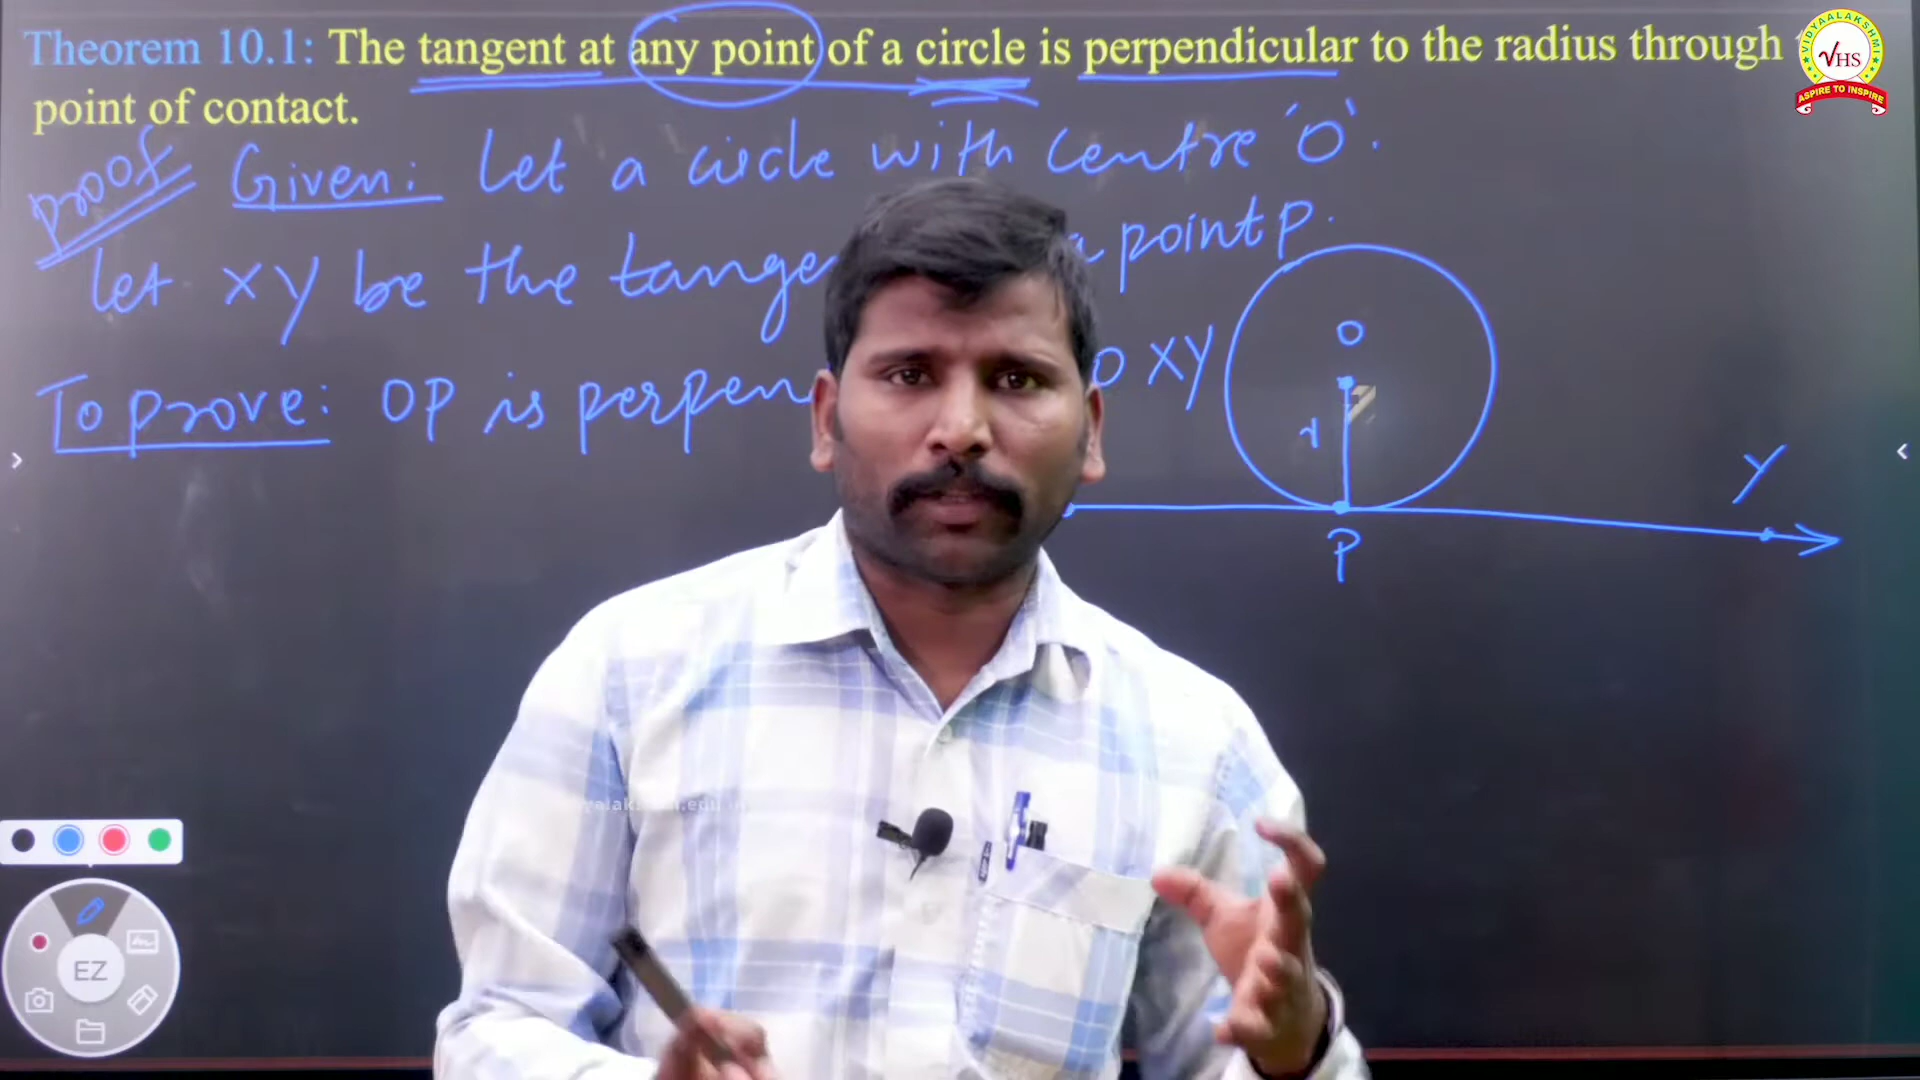 Theorem 10.1: The tangent at any point of a circle is perpendicular to the radius through
point of contact.
proof Given: Let a circle with centre 'O'.
Let XY be the tange a point P.
To prove: OP is perpen o XY
O
r
Y
P
VIDYAALAKSHMI
VHS
ASPIRE TO INSPIRE
EZ